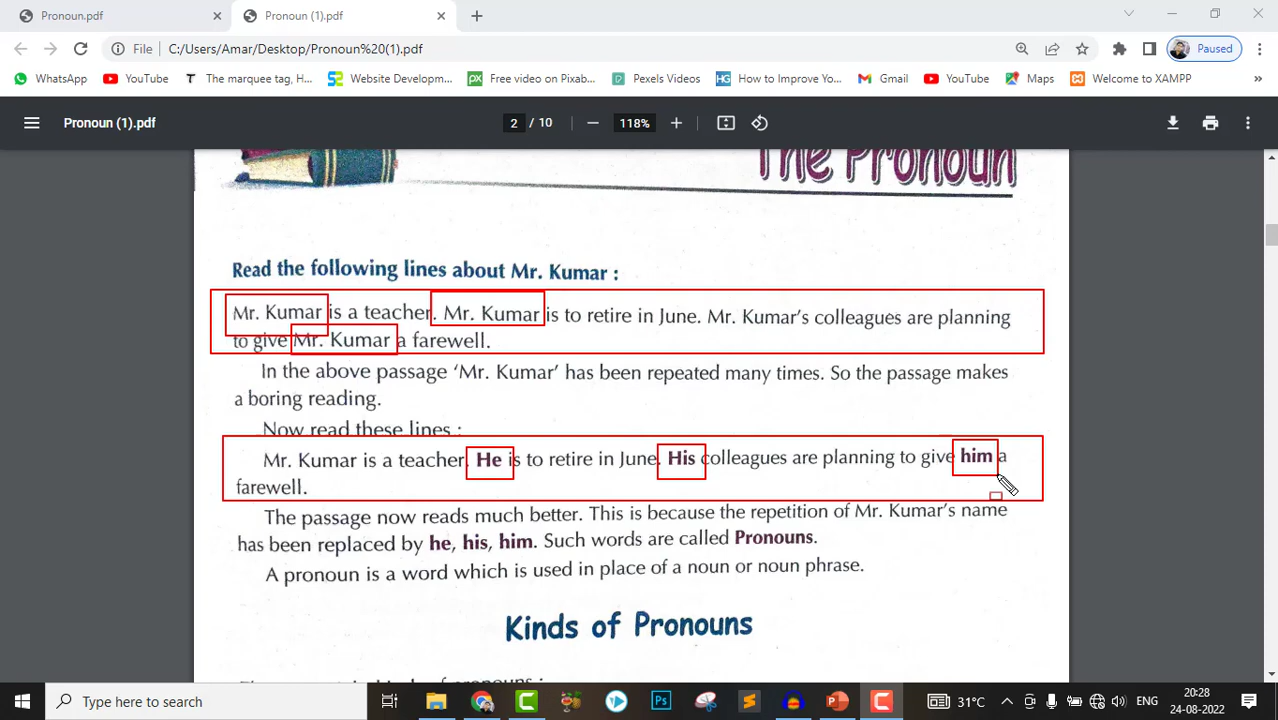 Pronoun.pdf
Pronoun (1).pdf
File C:/Users/Amar/Desktop/Pronoun%20(1).pdf
Paused
WhatsApp
YouTube
The marquee tag, H...
Website Developm...
Free video on Pixab...
Pexels Videos
How to Improve Yo...
Gmail
YouTube
Maps
Welcome to XAMPP
Pronoun (1).pdf
2 / 10
118%
The Pronoun
Read the following lines about Mr. Kumar :
Mr. Kumar is a teacher. Mr. Kumar is to retire in June. Mr. Kumar's colleagues are planning
to give Mr. Kumar a farewell.
In the above passage 'Mr. Kumar' has been repeated many times. So the passage makes
a boring reading.
Now read these lines :
Mr. Kumar is a teacher. He is to retire in June. His colleagues are planning to give him a
farewell.
The passage now reads much better. This is because the repetition of Mr. Kumar's name
has been replaced by he, his, him. Such words are called Pronouns.
A pronoun is a word which is used in place of a noun or noun phrase.
Kinds of Pronouns
of pronouns :
Type here to search
31°C
ENG
20:28
24-08-2022